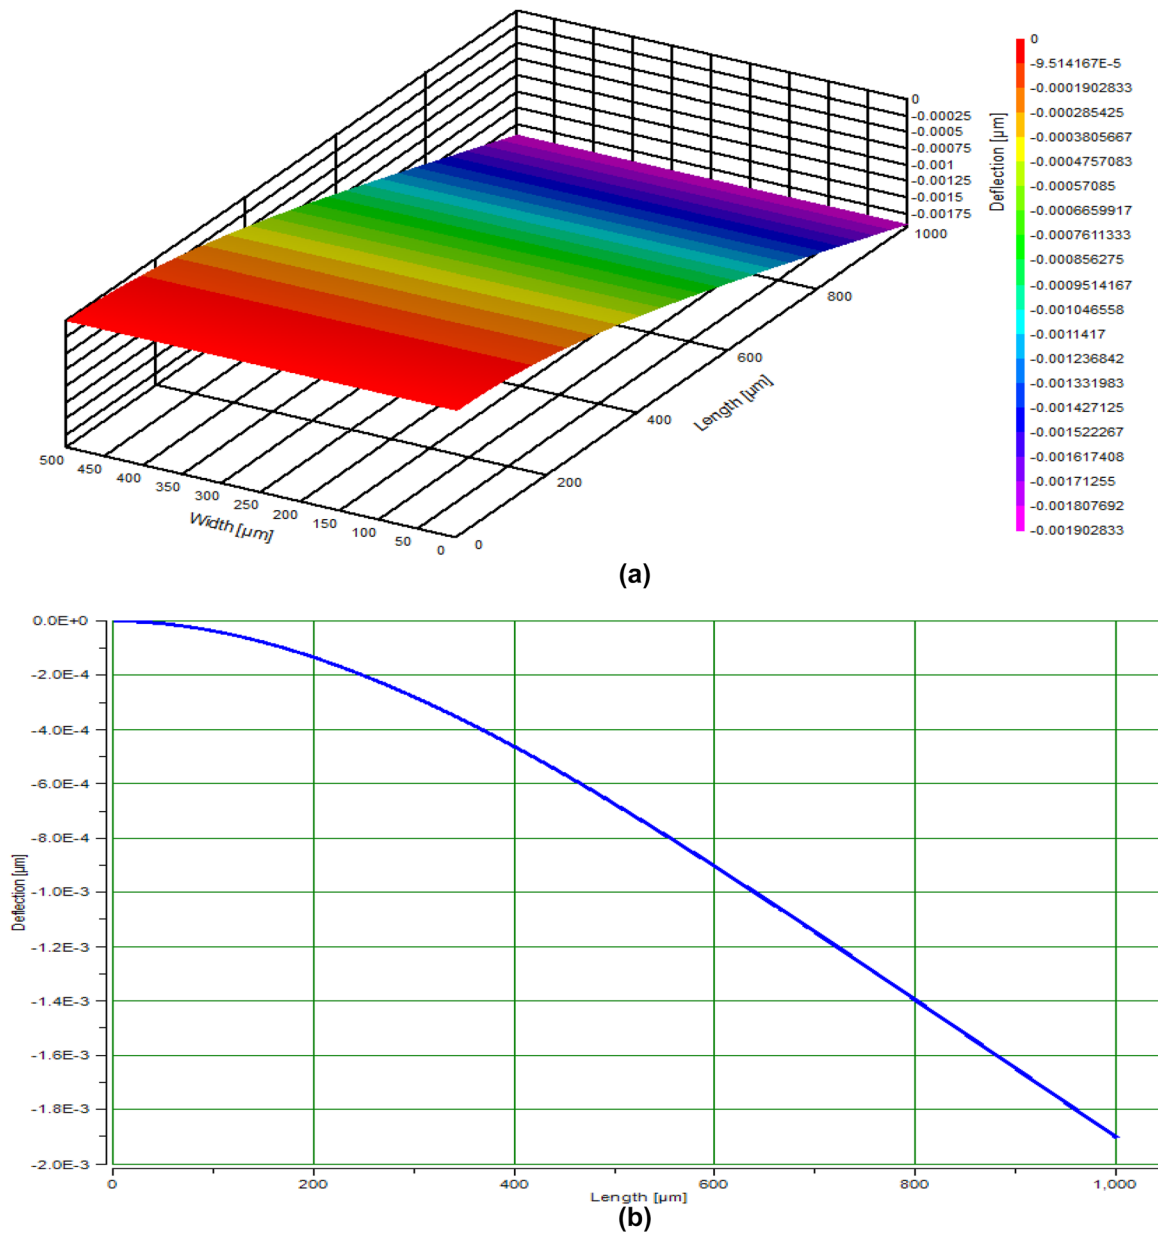 0
-0.00025
-0.0005
-0.00075
-0.001
-0.00125
-0.0015
-0.00175
Deflection [µm]
1000
800
600
400
200
0
Length [µm]
500
450
400
350
300
250
200
150
100
50
0
Width [µm]
0
-9.514167E-5
-0.0001902833
-0.000285425
-0.0003805667
-0.0004757083
-0.00057085
-0.0006659917
-0.0007611333
-0.000856275
-0.0009514167
-0.001046558
-0.0011417
-0.001236842
-0.001331983
-0.001427125
-0.001522267
-0.001617408
-0.00171255
-0.001807692
-0.001902833
(a)
0.0E+0
-2.0E-4
-4.0E-4
-6.0E-4
-8.0E-4
-1.0E-3
-1.2E-3
-1.4E-3
-1.6E-3
-1.8E-3
-2.0E-3
Deflection [µm]
0
200
400
600
800
1,000
Length [µm]
(b)